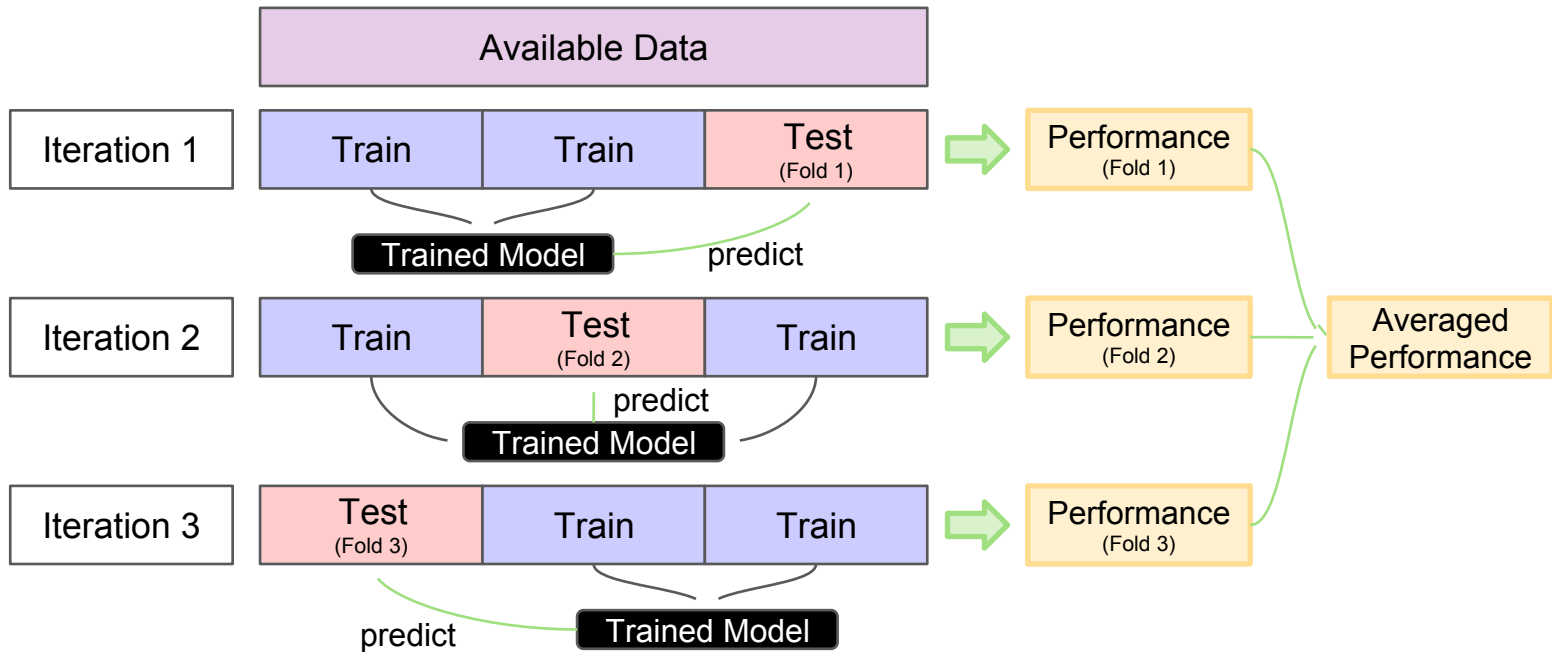 Available Data
Iteration 1
Train
Train
Test
(Fold 1)
Performance
(Fold 1)
Trained Model
predict
Iteration 2
Train
Test
(Fold 2)
Train
Performance
(Fold 2)
Averaged
Performance
predict
Trained Model
Iteration 3
Test
(Fold 3)
Train
Train
Performance
(Fold 3)
Trained Model
predict